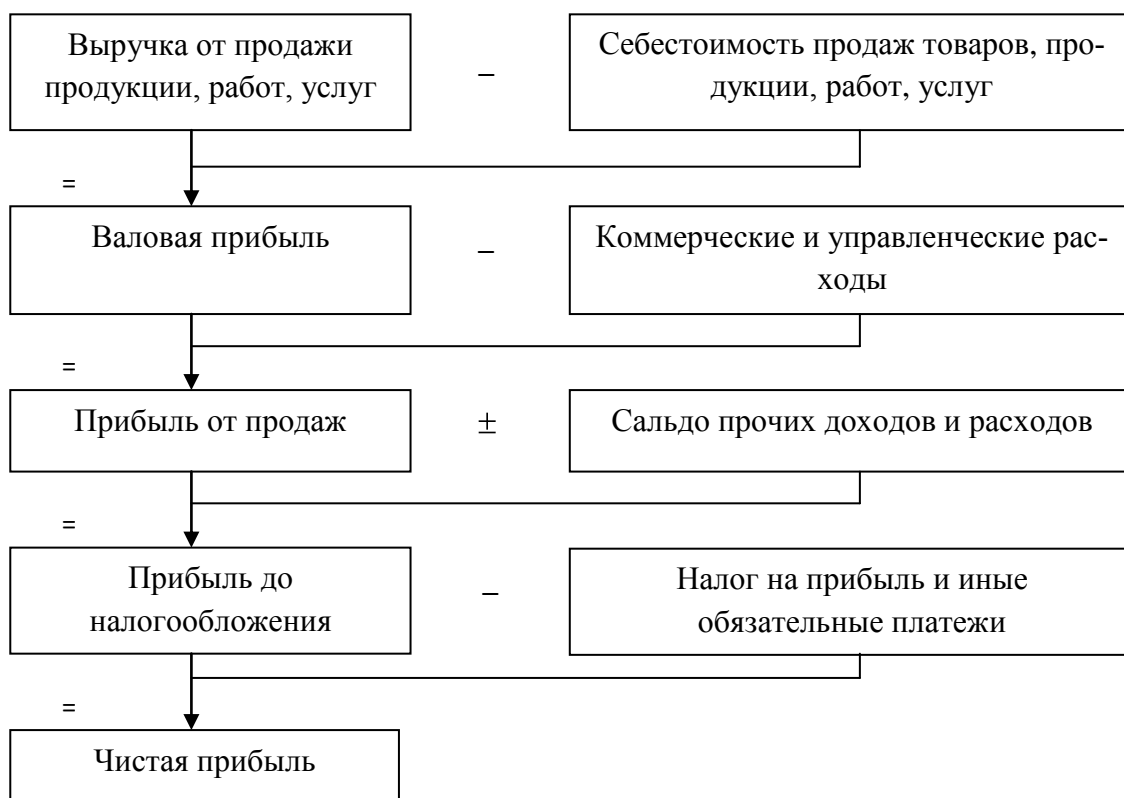 Выручка от продажи
продукции, работ, услуг
–
Себестоимость продаж товаров, про-
дукции, работ, услуг
=
Валовая прибыль
–
Коммерческие и управленческие рас-
ходы
=
Прибыль от продаж
±
Сальдо прочих доходов и расходов
=
Прибыль до
налогообложения
–
Налог на прибыль и иные
обязательные платежи
=
Чистая прибыль